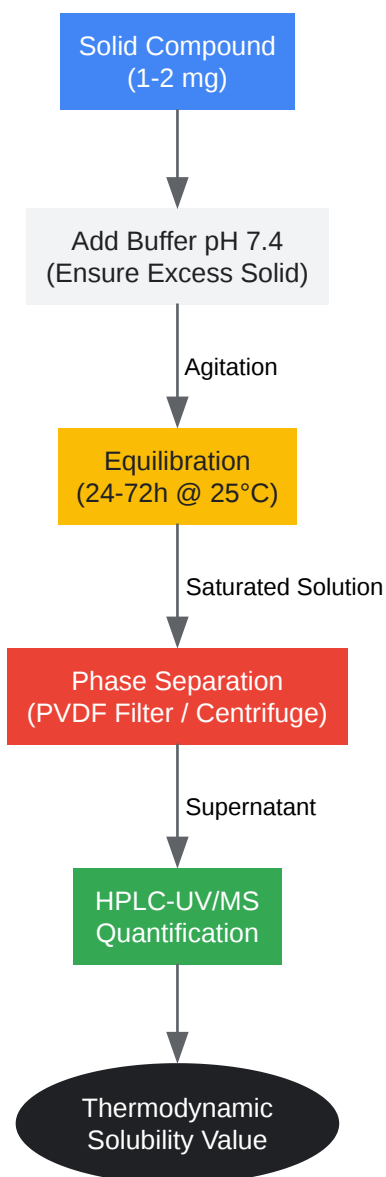 Solid Compound
(1-2 mg)
Add Buffer pH 7.4
(Ensure Excess Solid)
Agitation
Equilibration
(24-72h @ 25°C)
Saturated Solution
Phase Separation
(PVDF Filter / Centrifuge)
Supernatant
HPLC-UV/MS
Quantification
Thermodynamic
Solubility Value